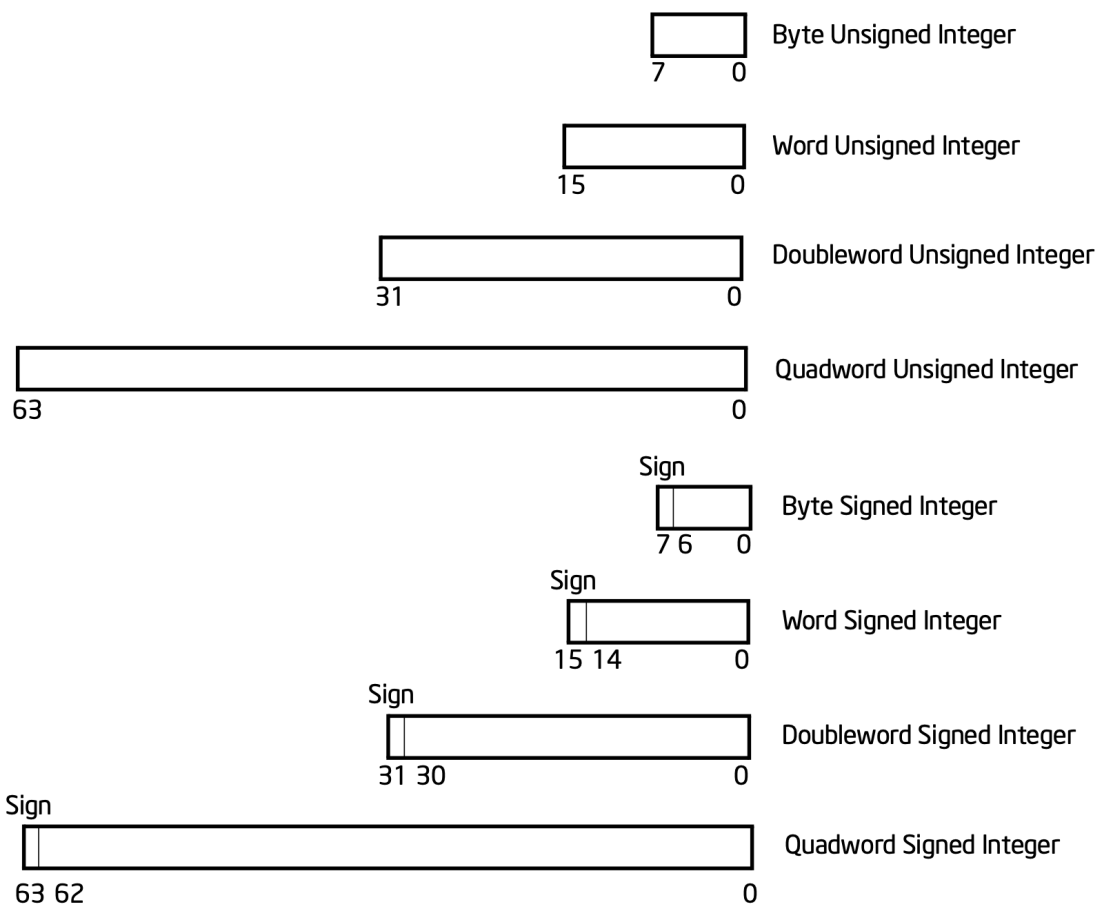 Byte Unsigned Integer
7 0
Word Unsigned Integer
15 0
Doubleword Unsigned Integer
31 0
Quadword Unsigned Integer
63 0
Sign
Byte Signed Integer
7 6 0
Sign
Word Signed Integer
15 14 0
Sign
Doubleword Signed Integer
31 30 0
Sign
Quadword Signed Integer
63 62 0